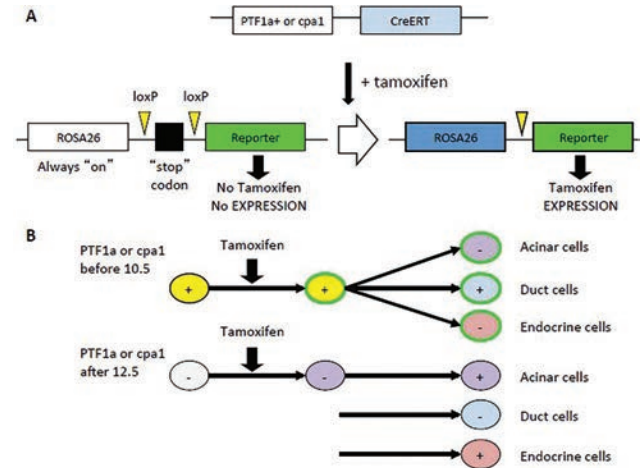 A
PTF1a+ or cpa1
CreERT
+ tamoxifen
loxP
loxP
ROSA26
Reporter
ROSA26
Reporter
Always "on"
"stop"
codon
No Tamoxifen
No EXPRESSION
Tamoxifen
EXPRESSION
B
PTF1a or cpa1
before 10.5
Tamoxifen
+
+
-
Acinar cells
+
Duct cells
-
Endocrine cells
PTF1a or cpa1
after 12.5
Tamoxifen
-
-
+
Acinar cells
-
Duct cells
+
Endocrine cells